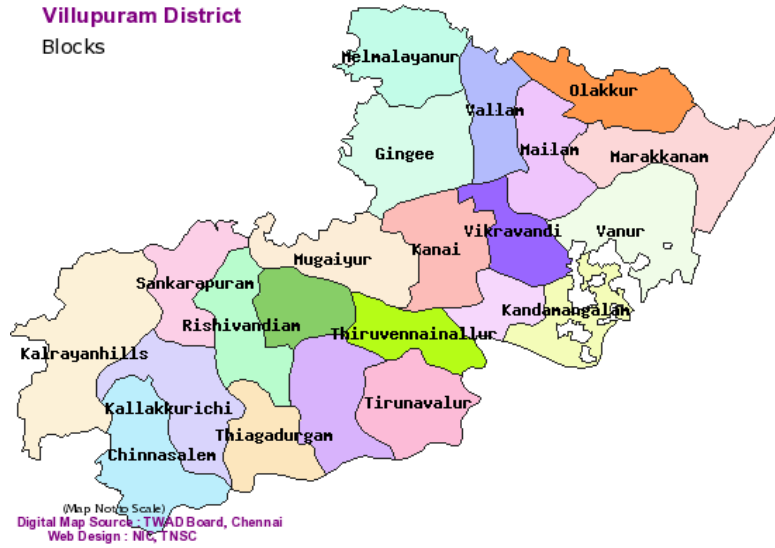 Villupuram District
Blocks
Melmalayanur
Olakkur
Vallam
Mailam
Gingee
Marakkanam
Vikravandi
Vanur
Kanai
Mugaiyur
Sankarapuram
Kandamangalam
Rishivandiam
Thiruvennainallur
Kalrayanhills
Tirunavalur
Kallakkurichi
Thiagadurgam
Chinnasalem
(Map Not to Scale)
Digital Map Source : TWAD Board, Chennai
Web Design : NIC, TNSC